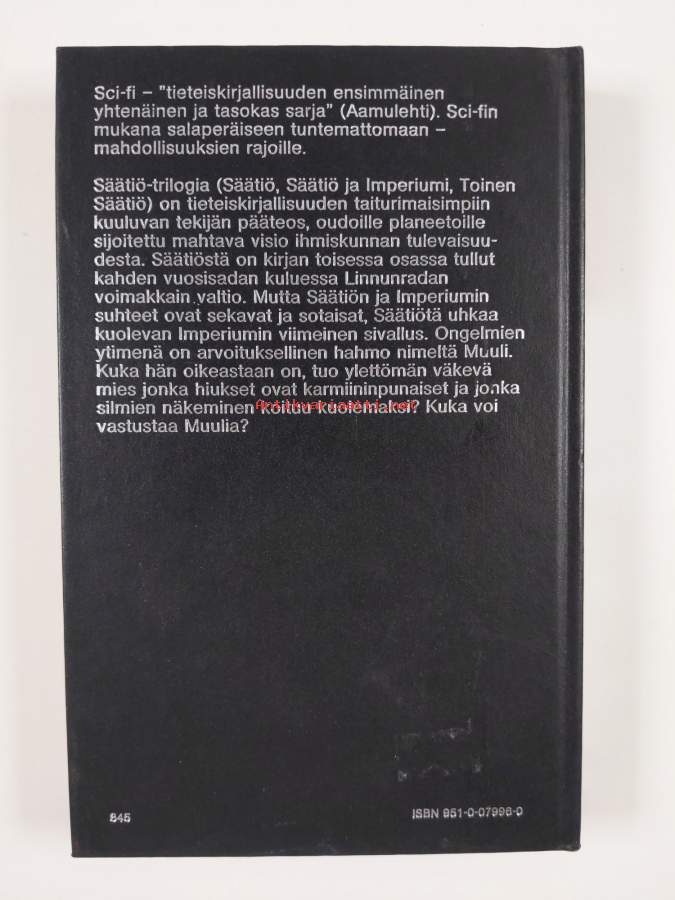 Sci-fi – "tieteiskirjallisuuden ensimmäinen
yhtenäinen ja tasokas sarja" (Aamulehti). Sci-fin
mukana salaperäiseen tuntemattomaan –
mahdollisuuksien rajoille.
Säätiö-trilogia (Säätiö, Säätiö ja Imperiumi, Toinen
Säätiö) on tieteiskirjallisuuden taiturimaisimpiin
kuuluvan tekijän pääteos, oudoille planeetoille
sijoitettu mahtava visio ihmiskunnan tulevaisuu-
desta. Säätiöstä on kirjan toisessa osassa tullut
kahden vuosisadan kuluessa Linnunradan
voimakkain valtio. Mutta Säätiön ja Imperiumin
suhteet ovat sekavat ja sotaisat, Säätiötä uhkaa
kuolevan Imperiumin viimeinen sivallus. Ongelmien
ytimenä on arvoituksellinen hahmo nimeltä Muuli.
Kuka hän oikeastaan on, tuo ylettömän väkevä
mies jonka hiukset ovat karmiininpunaiset ja jonka
silmien näkeminen koituu kuolemaksi? Kuka voi
Antikvariaatti.net
vastustaa Muulia?
845
ISBN 951-0-07996-0